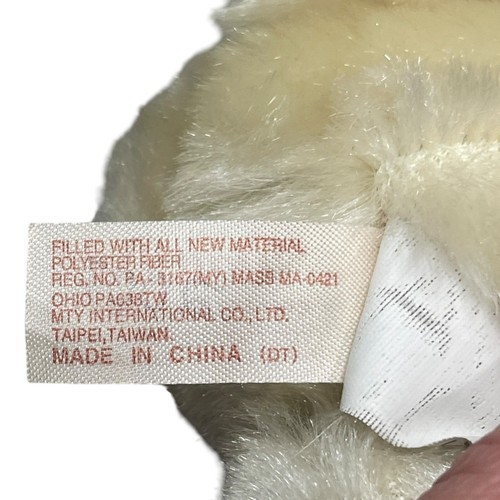 FILLED WITH ALL NEW MATERIAL
POLYESTER FIBER
REG. NO. PA - 3167(MY) MASS MA-0421
OHIO PA638TW
MTY INTERNATIONAL CO., LTD.
TAIPEI, TAIWAN.
MADE IN CHINA (DT)